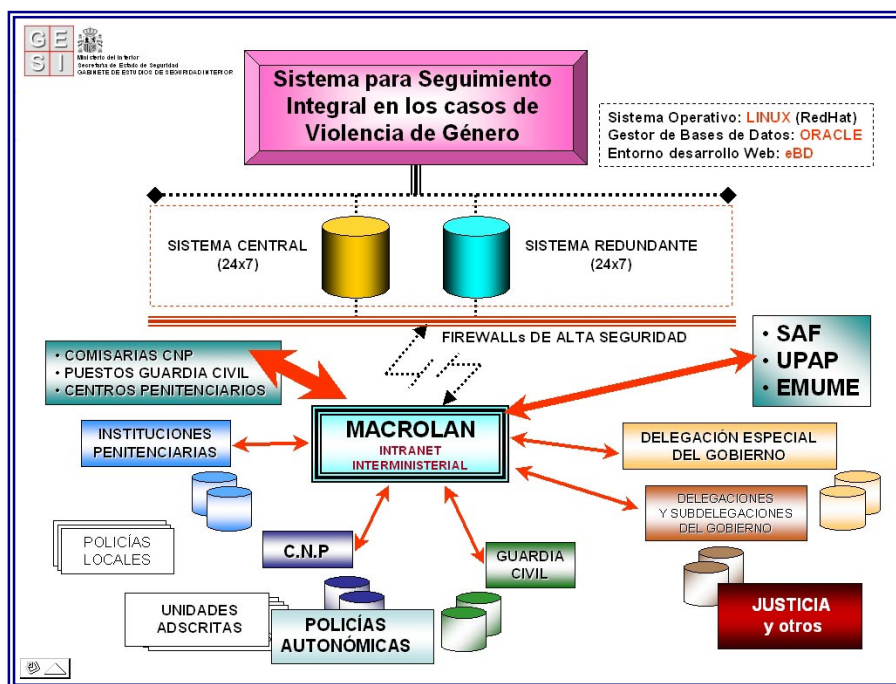 GE
SI
Ministerio del Interior
Secretaría de Estado de Seguridad
GABINETE DE ESTUDIOS DE SEGURIDAD INTERIOR
Sistema para Seguimiento
Integral en los casos de
Violencia de Género
Sistema Operativo: LINUX (RedHat)
Gestor de Bases de Datos: ORACLE
Entorno desarrollo Web: eBD
SISTEMA CENTRAL
(24x7)
SISTEMA REDUNDANTE
(24x7)
FIREWALLs DE ALTA SEGURIDAD
• COMISARIAS CNP
• PUESTOS GUARDIA CIVIL
• CENTROS PENITENCIARIOS
• SAF
• UPAP
• EMUME
MACROLAN
INTRANET
INTERMINISTERIAL
INSTITUCIONES
PENITENCIARIAS
DELEGACIÓN ESPECIAL
DEL GOBIERNO
DELEGACIONES
Y SUBDELEGACIONES
DEL GOBIERNO
POLICÍAS
LOCALES
C.N.P
GUARDIA
CIVIL
UNIDADES
ADSCRITAS
POLICÍAS
AUTONÓMICAS
JUSTICIA
y otros